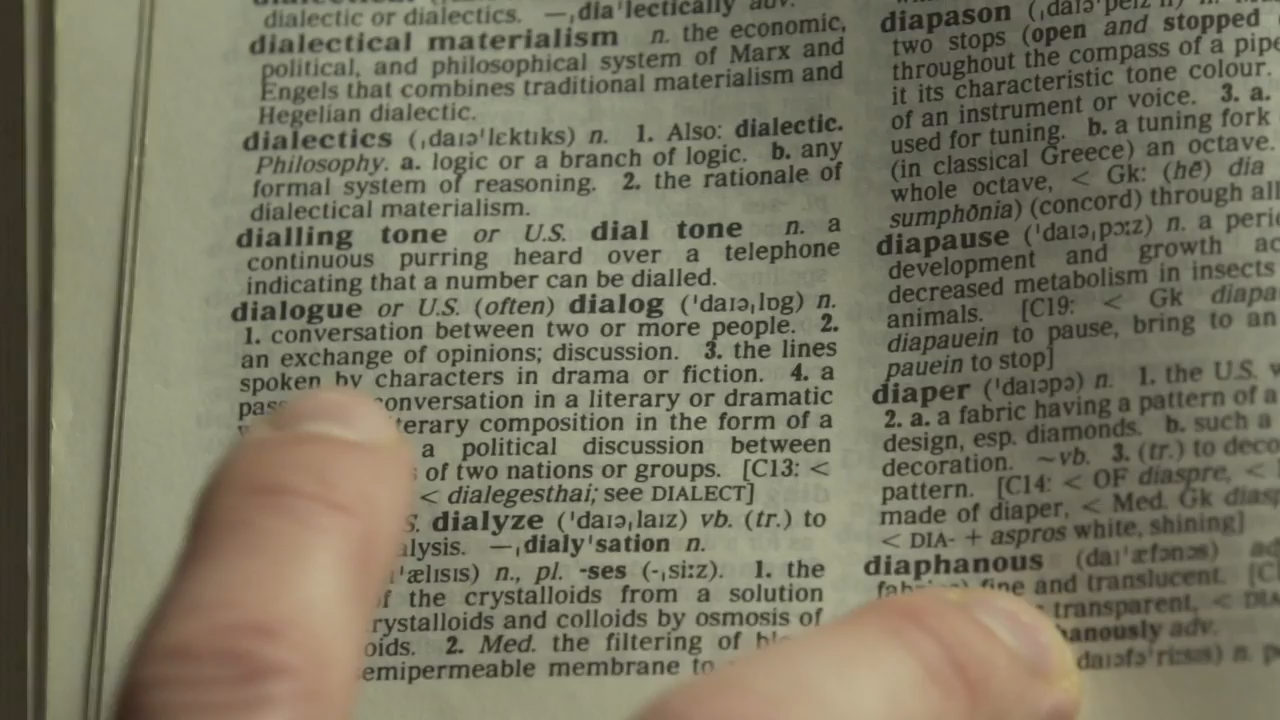 dialectic or dialectics. —ˌdiaˈlectically adv.
dialectical materialism n. the economic,
political, and philosophical system of Marx and
Engels that combines traditional materialism and
Hegelian dialectic.
dialectics (ˌdaɪəˈlɛktɪks) n. 1. Also: dialectic.
Philosophy. a. logic or a branch of logic. b. any
formal system of reasoning. 2. the rationale of
dialectical materialism.
dialling tone or U.S. dial tone n. a
continuous purring heard over a telephone
indicating that a number can be dialled.
dialogue or U.S. (often) dialog (ˈdaɪəˌlɒg) n.
1. conversation between two or more people. 2.
an exchange of opinions; discussion. 3. the lines
spoken by characters in drama or fiction. 4. a
conversation in a literary or dramatic
composition in the form of a
a political discussion between
of two nations or groups. [C13: <
< dialegesthai; see DIALECT]
dialyze (ˈdaɪəˌlaɪz) vb. (tr.) to
—ˌdialyˈsation n.
n., pl. -ses (-ˌsiːz). 1. the
of the crystalloids from a solution
and colloids by osmosis of
2. Med. the filtering of
membrane to
diapason
two stops (open and stopped
throughout the compass of a pipe
it its characteristic tone colour.
of an instrument or voice. 3. a.
used for tuning. b. a tuning fork
(in classical Greece) an octave.
whole octave, < Gk: (hē) dia
sumphōnia) (concord) through all
diapause (ˈdaɪəˌpɔːz) n. a
development and growth
decreased metabolism in insects
animals. [C19: < Gk
diapauein to pause, bring to an
pauein to stop]
diaper (ˈdaɪəpə) n. 1. the U.S.
2. a. a fabric having a pattern of a
design, esp. diamonds. b. such a
decoration. ~vb. 3. (tr.) to
pattern. [C14: < OF diaspre, <
made of diaper, < Med. Gk
< DIA- + aspros white, shining]
diaphanous (daɪˈæfənəs)
fine and translucent.
transparent, <
adv.
n.